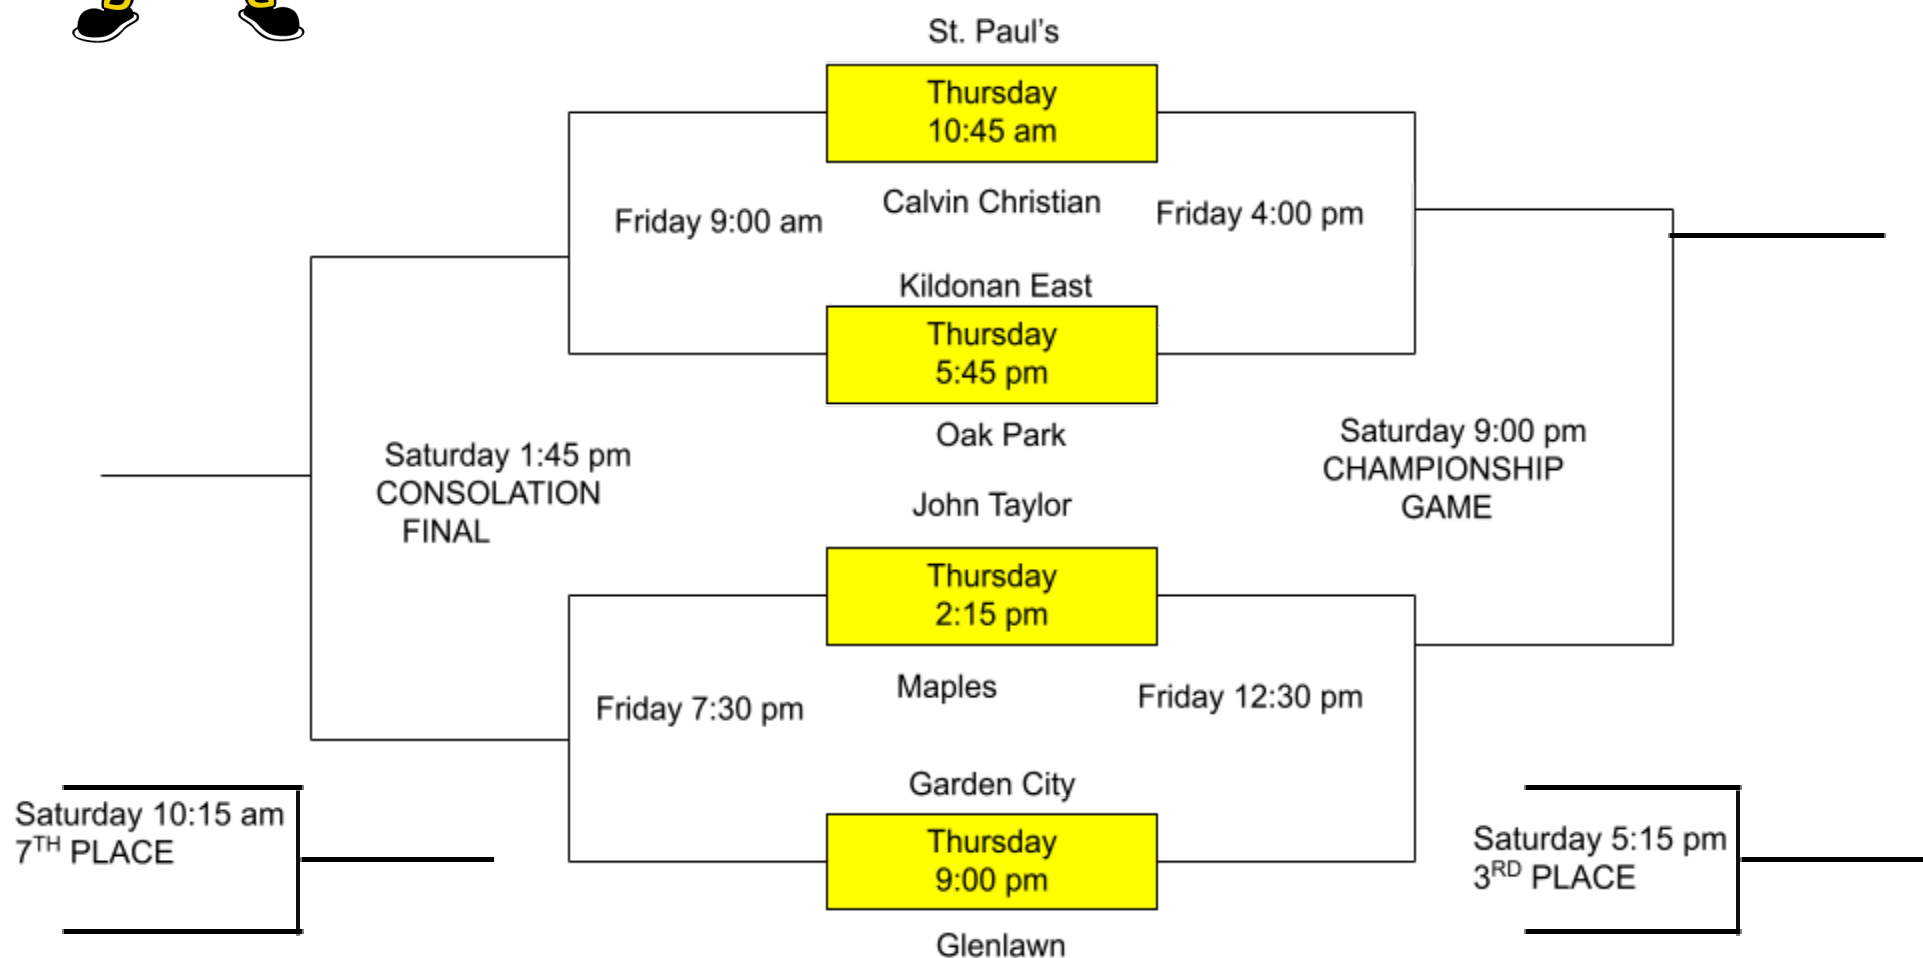 St. Paul’s
Thursday
10:45 am
Calvin Christian
Friday 9:00 am
Friday 4:00 pm
Kildonan East
Thursday
5:45 pm
Oak Park
Saturday 1:45 pm
CONSOLATION
FINAL
Saturday 9:00 pm
CHAMPIONSHIP
GAME
John Taylor
Thursday
2:15 pm
Maples
Friday 7:30 pm
Friday 12:30 pm
Garden City
Thursday
9:00 pm
Glenlawn
Saturday 10:15 am
7TH PLACE
Saturday 5:15 pm
3RD PLACE